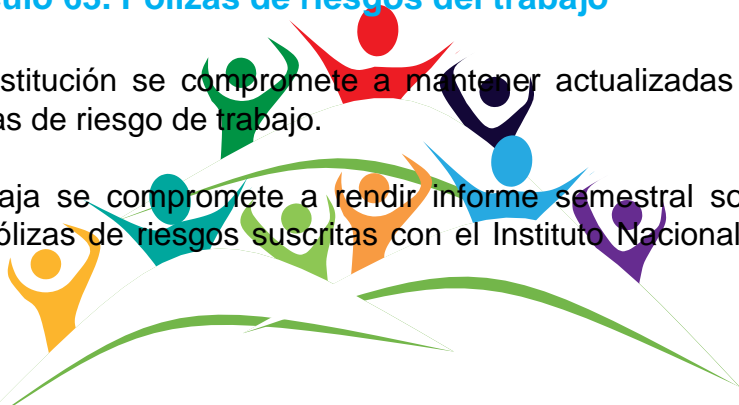 culo 65. Pólizas de riesgos del trabajo
stitución se compromete a mantener actualizadas
as de riesgo de trabajo.
aja se compromete a rendir informe semestral so
ólizas de riesgos suscritas con el Instituto Nacional